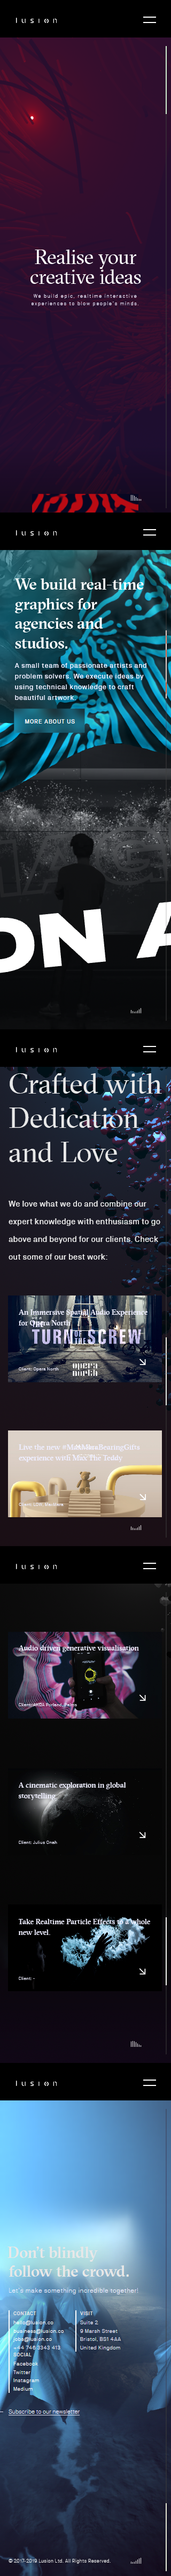 lusion
Realise your
creative ideas
We build epic, realtime interactive
experiences to blow people's minds.
lusion
We build real-time
graphics for
agencies and
studios.
A small team of passionate artists and
problem solvers. We execute ideas by
using technical knowledge to craft
beautiful artwork.
MORE ABOUT US
ON A
lusion
Crafted with
Dedication
and Love
We love what we do and combine our
expert knowledge with enthusiasm to go
above and beyond for our clients. Check
out some of our best work:
An Immersive Spatial Audio Experience
for Opera North
TURN SCREW
Client: Opera North
opera
north
Live the new
experience with Max The Teddy
lusion
Audio driven generative visualisation
A cinematic exploration in global
storytelling
Client: Julius Onah
Take Realtime Particle Effects to a whole
new level.
Client: -
lusion
Don't blindly
follow the crowd.
Let's make something incredible together!
CONTACT
hello@lusion.co
business@lusion.co
jobs@lusion.co
SOCIAL
Facebook
Twitter
Instagram
Medium
VISIT
Suite 2
9 Marsh Street
Bristol, BS1 4AA
United Kingdom
Subscribe to our newsletter
© 2017-2019 Lusion Ltd. All Rights Reserved.